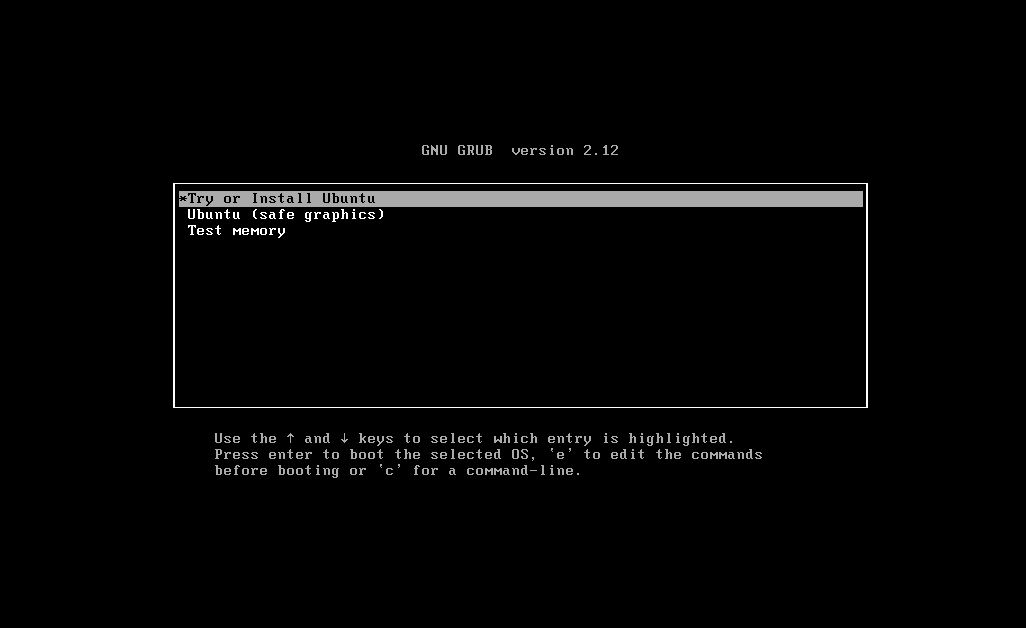 GNU GRUB  version 2.12
*Try or Install Ubuntu
Ubuntu (safe graphics)
Test memory
Use the ↑ and ↓ keys to select which entry is highlighted.
Press enter to boot the selected OS, `e' to edit the commands
before booting or `c' for a command-line.